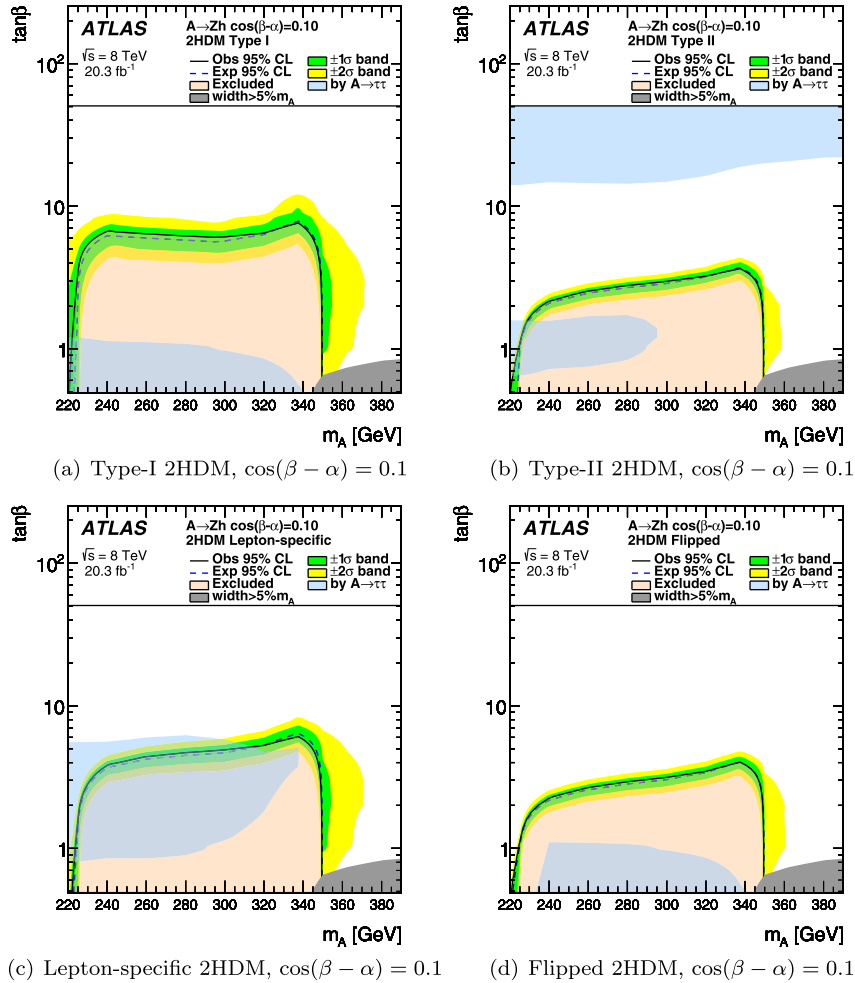 tanβ
ATLAS
√s = 8 TeV
20.3 fb⁻¹
A→Zh cos(β-α)=0.10
2HDM Type I
Obs 95% CL
Exp 95% CL
Excluded
width>5%m_A
±1σ band
±2σ band
by A→ττ
10²
10
1
220 240 260 280 300 320 340 360 380
m_A [GeV]
(a) Type-I 2HDM, cos(β − α) = 0.1
tanβ
ATLAS
√s = 8 TeV
20.3 fb⁻¹
A→Zh cos(β-α)=0.10
2HDM Type II
Obs 95% CL
Exp 95% CL
Excluded
width>5%m_A
±1σ band
±2σ band
by A→ττ
10²
10
1
220 240 260 280 300 320 340 360 380
m_A [GeV]
(b) Type-II 2HDM, cos(β − α) = 0.1
tanβ
ATLAS
√s = 8 TeV
20.3 fb⁻¹
A→Zh cos(β-α)=0.10
2HDM Lepton-specific
Obs 95% CL
Exp 95% CL
Excluded
width>5%m_A
±1σ band
±2σ band
by A→ττ
10²
10
1
220 240 260 280 300 320 340 360 380
m_A [GeV]
(c) Lepton-specific 2HDM, cos(β − α) = 0.1
tanβ
ATLAS
√s = 8 TeV
20.3 fb⁻¹
A→Zh cos(β-α)=0.10
2HDM Flipped
Obs 95% CL
Exp 95% CL
Excluded
width>5%m_A
±1σ band
±2σ band
by A→ττ
10²
10
1
220 240 260 280 300 320 340 360 380
m_A [GeV]
(d) Flipped 2HDM, cos(β − α) = 0.1